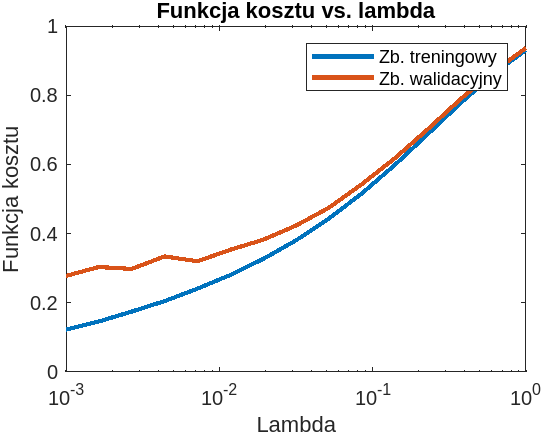 Funkcja kosztu vs. lambda
Zb. treningowy
Zb. walidacyjny
Funkcja kosztu
1
0.8
0.6
0.4
0.2
0
10^-3
10^-2
10^-1
10^0
Lambda